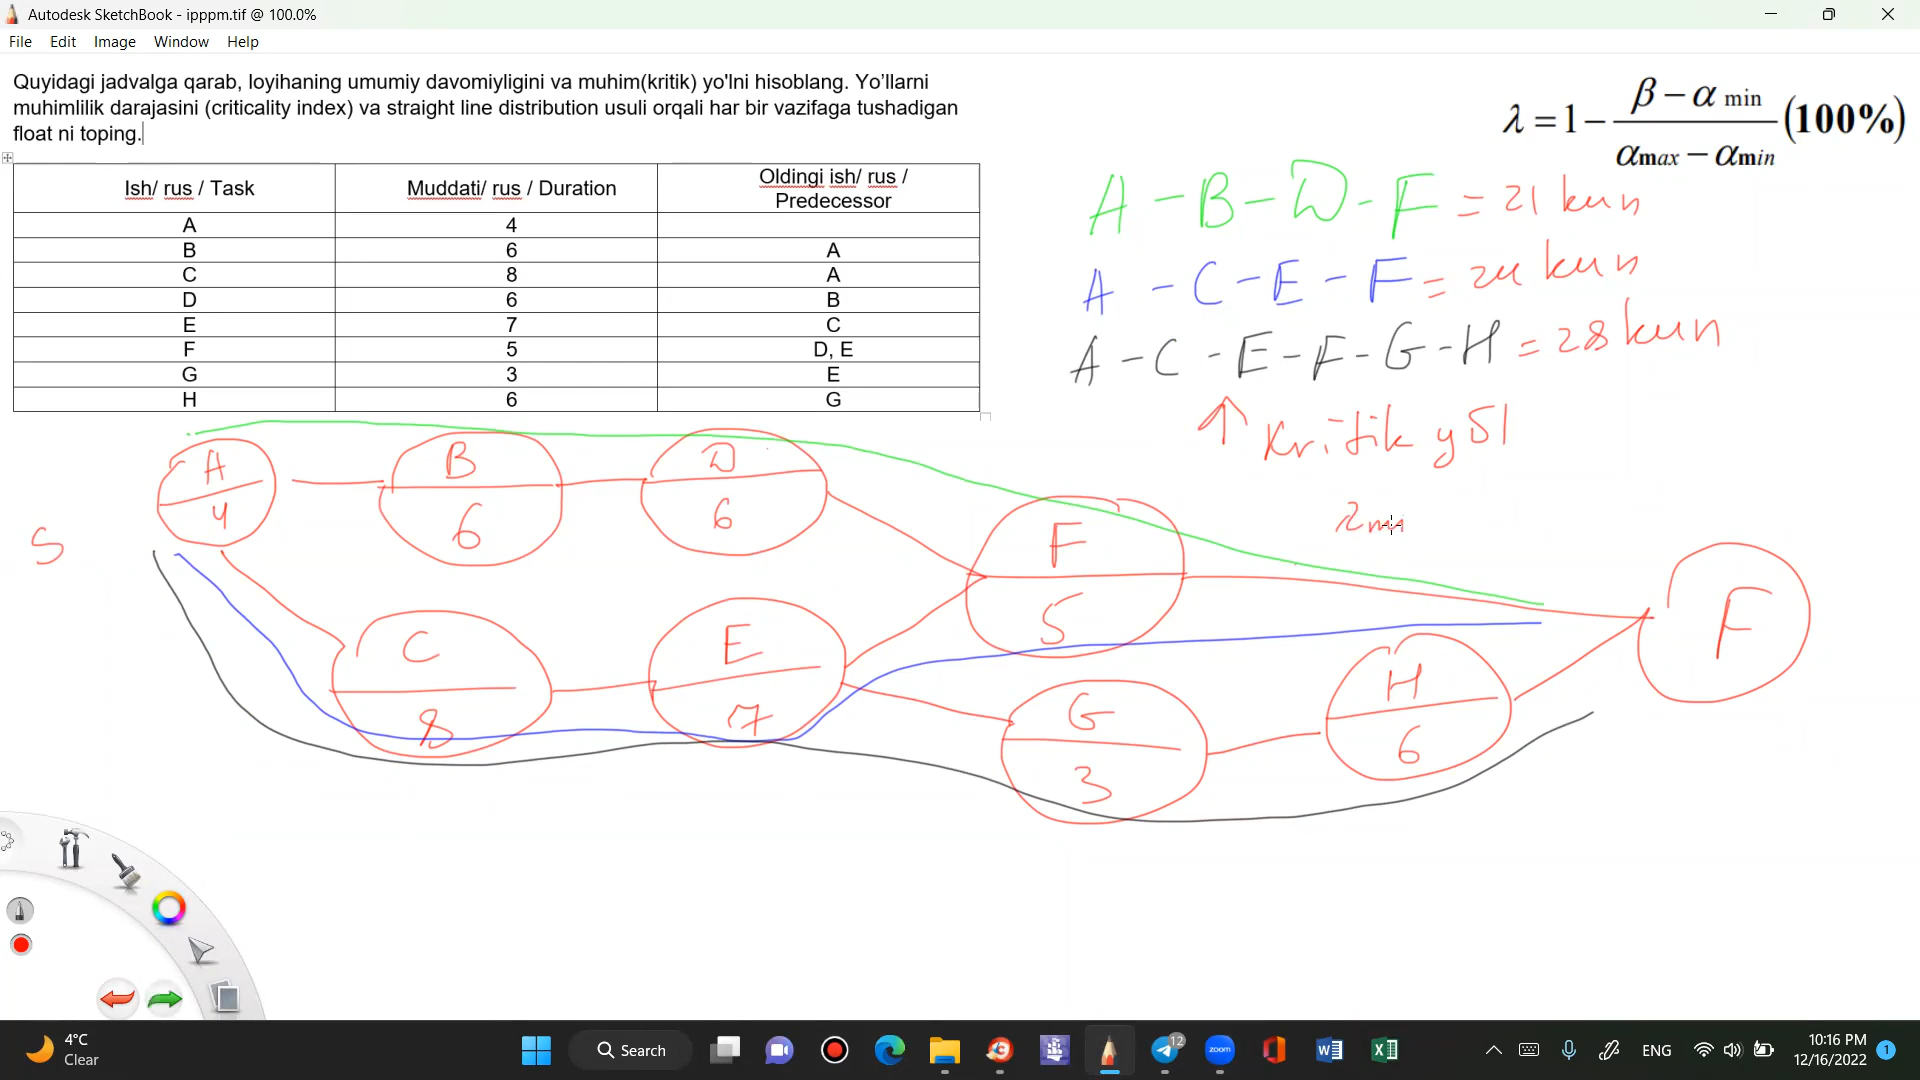 Autodesk SketchBook - ipppm.tif @ 100.0%
File Edit Image Window Help
Quyidagi jadvalga qarab, loyihaning umumiy davomiyligini va muhim(kritik) yo'lni hisoblang. Yo'llarni
muhimlilik darajasini (criticality index) va straight line distribution usuli orqali har bir vazifaga tushadigan
float ni toping.
λ = 1 − (β − α min) / (αmax − αmin) (100%)
Ish/ rus / Task Muddati/ rus / Duration Oldingi ish/ rus / Predecessor
A 4
B 6 A
C 8 A
D 6 B
E 7 C
F 5 D, E
G 3 E
H 6 G
A - B - D - F = 21 kun
A - C - E - F = 24 kun
A - C - E - F - G - H = 28 kun
↑ Kritik yo'l
S
A
4
B
6
D
6
F
5
C
8
E
7
G
3
H
6
F
4°C
Clear
Search
12
zoom
ENG
10:16 PM
12/16/2022
1